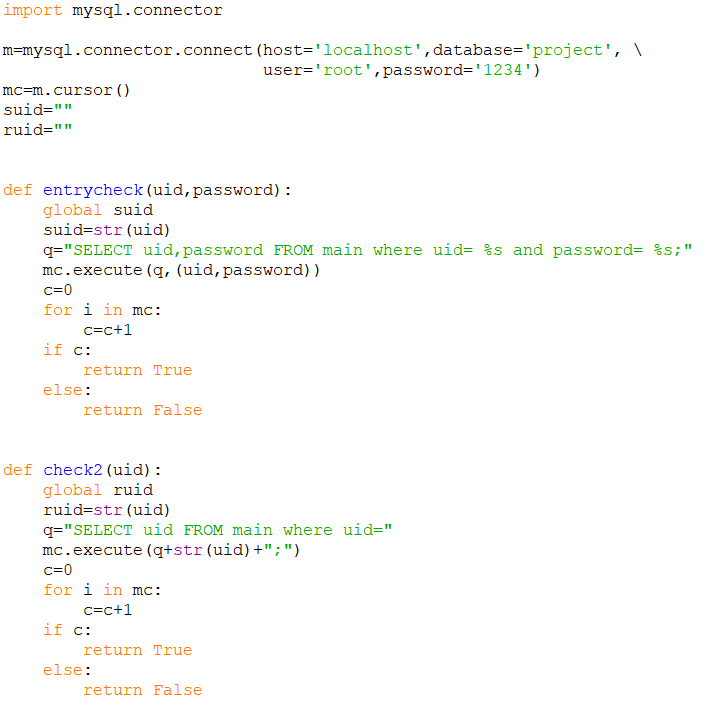 import mysql.connector
m=mysql.connector.connect(host='localhost',database='project', \
                          user='root',password='1234')
mc=m.cursor()
suid=""
ruid=""
def entrycheck(uid,password):
    global suid
    suid=str(uid)
    q="SELECT uid,password FROM main where uid= %s and password= %s;"
    mc.execute(q,(uid,password))
    c=0
    for i in mc:
        c=c+1
    if c:
        return True
    else:
        return False
def check2(uid):
    global ruid
    ruid=str(uid)
    q="SELECT uid FROM main where uid="
    mc.execute(q+str(uid)+";")
    c=0
    for i in mc:
        c=c+1
    if c:
        return True
    else:
        return False